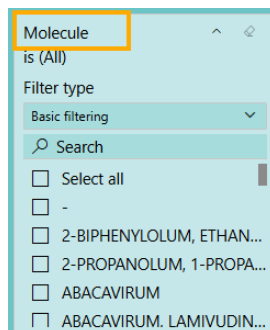 Molecule
is (All)
Filter type
Basic filtering
Search
Select all
-
2-BIPHENYLOLUM, ETHAN...
2-PROPANOLUM, 1-PROPA...
ABACAVIRUM
ABACAVIRUM. LAMIVUDIN...